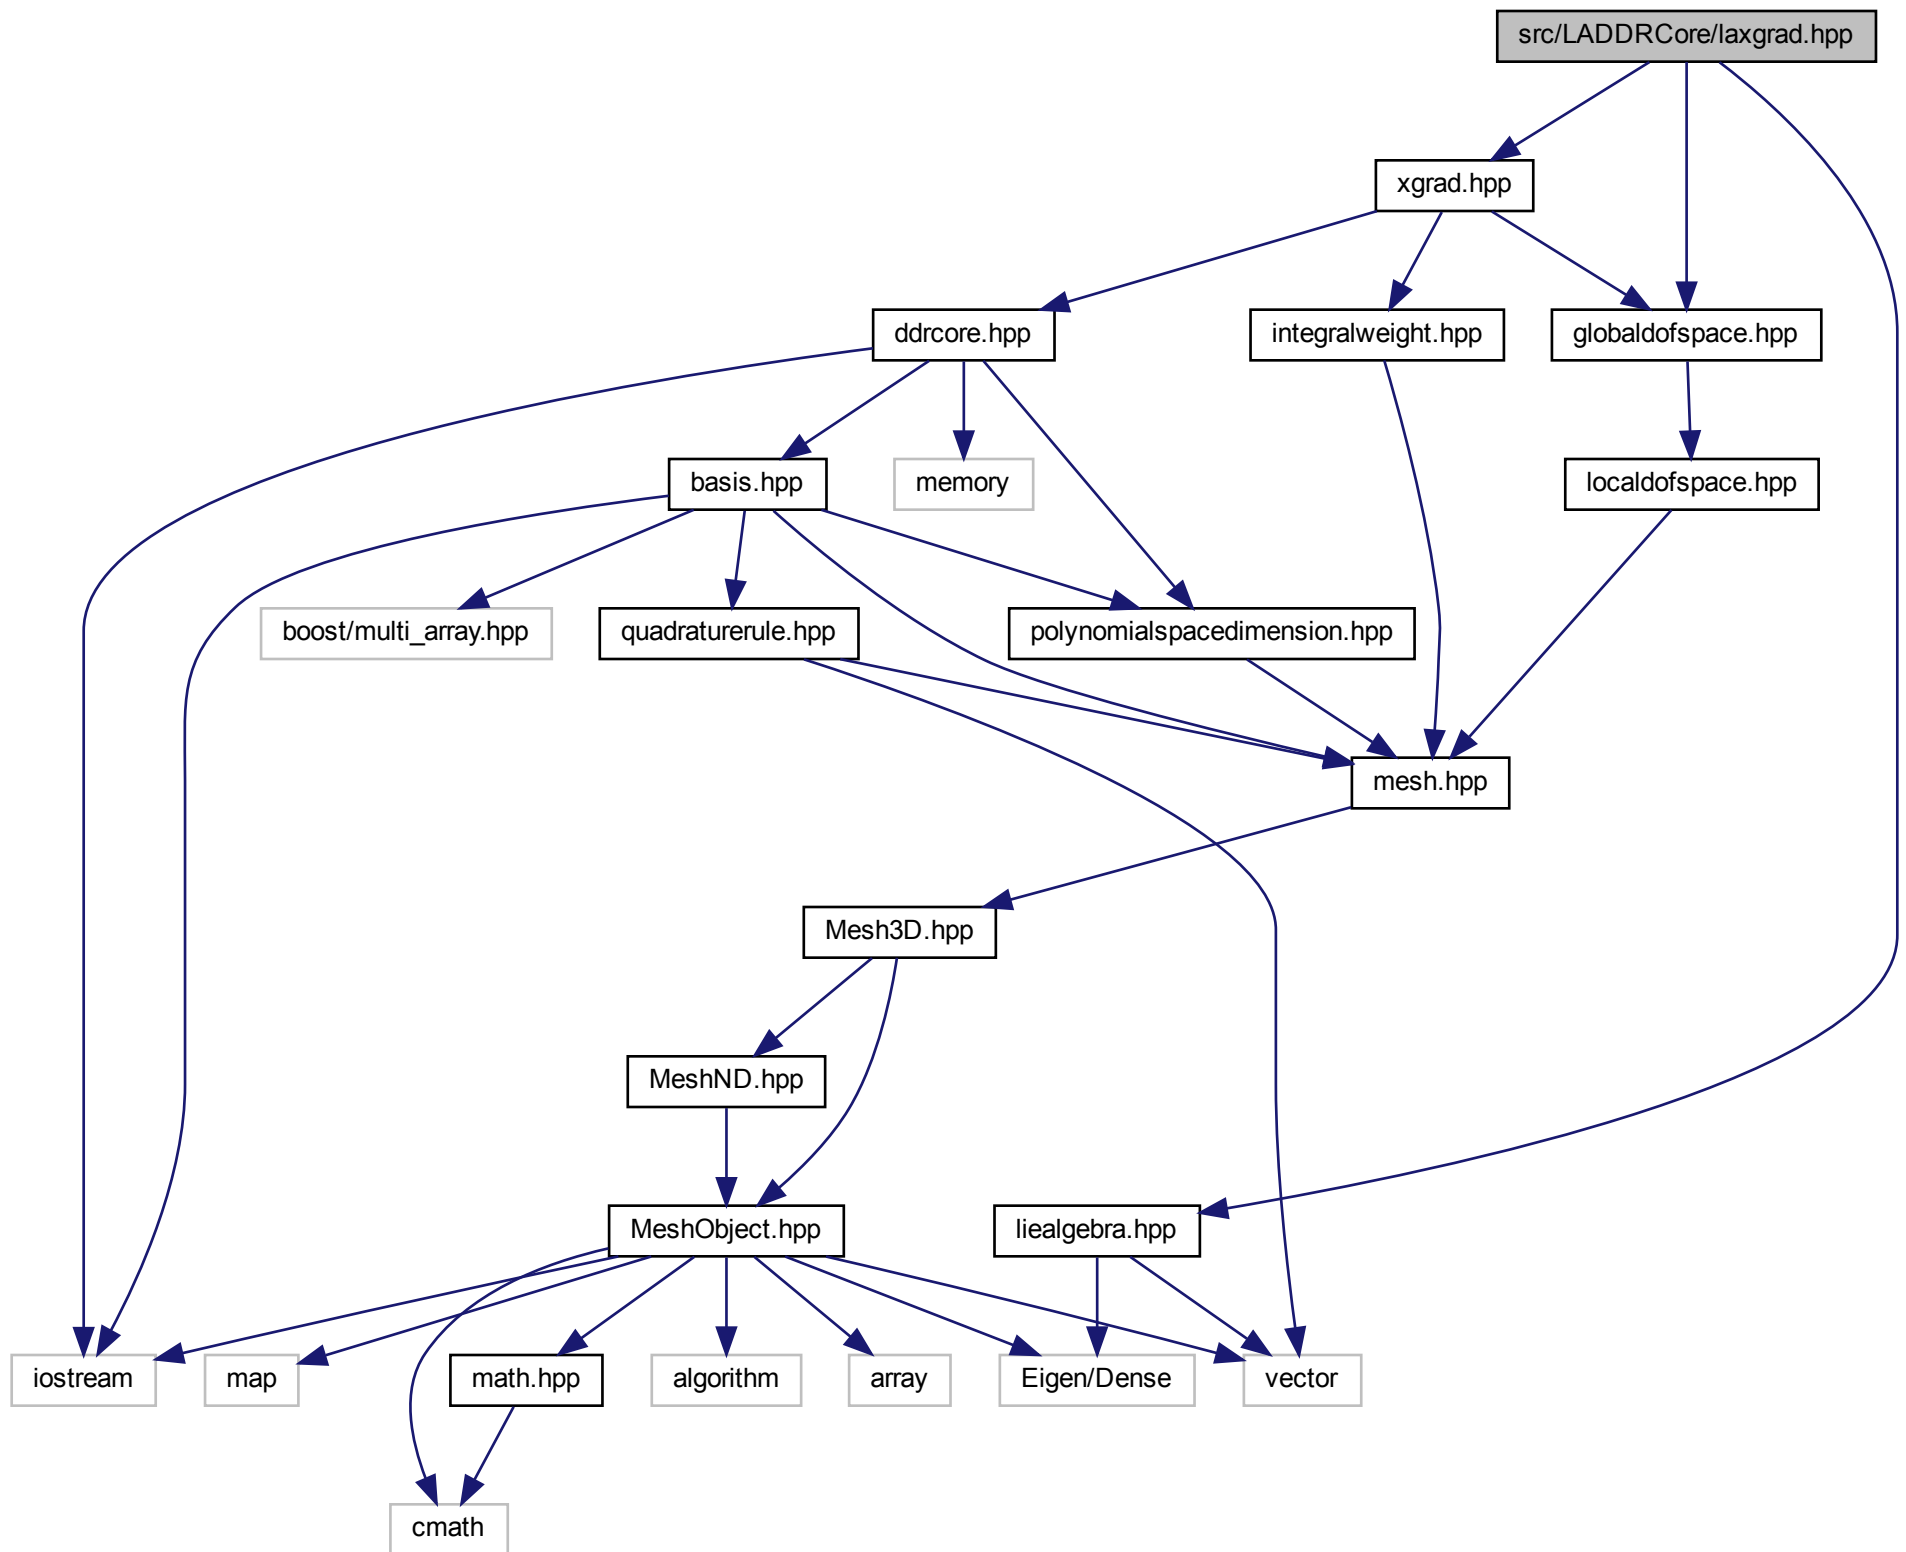 src/LADDRCore/laxgrad.hpp
xgrad.hpp
ddrcore.hpp
integralweight.hpp
globaldofspace.hpp
basis.hpp
memory
localdofspace.hpp
boost/multi_array.hpp
quadraturerule.hpp
polynomialspacedimension.hpp
mesh.hpp
Mesh3D.hpp
MeshND.hpp
MeshObject.hpp
liealgebra.hpp
iostream
map
math.hpp
algorithm
array
Eigen/Dense
vector
cmath